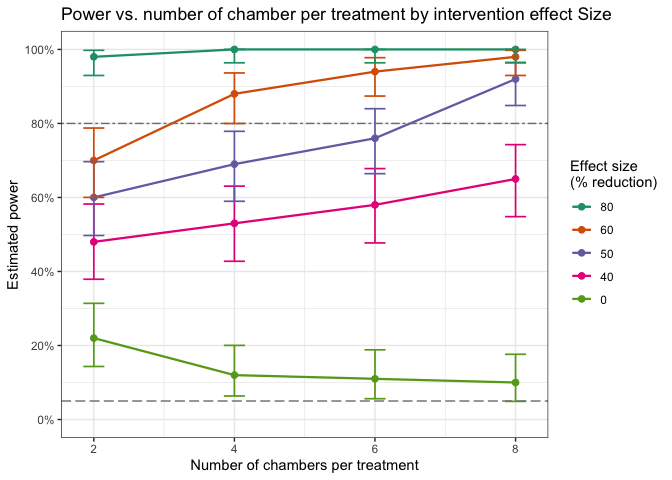 Power vs. number of chamber per treatment by intervention effect Size
100%
80%
60%
40%
20%
0%
Estimated power
2 4 6 8
Number of chambers per treatment
Effect size
(% reduction)
80
60
50
40
0